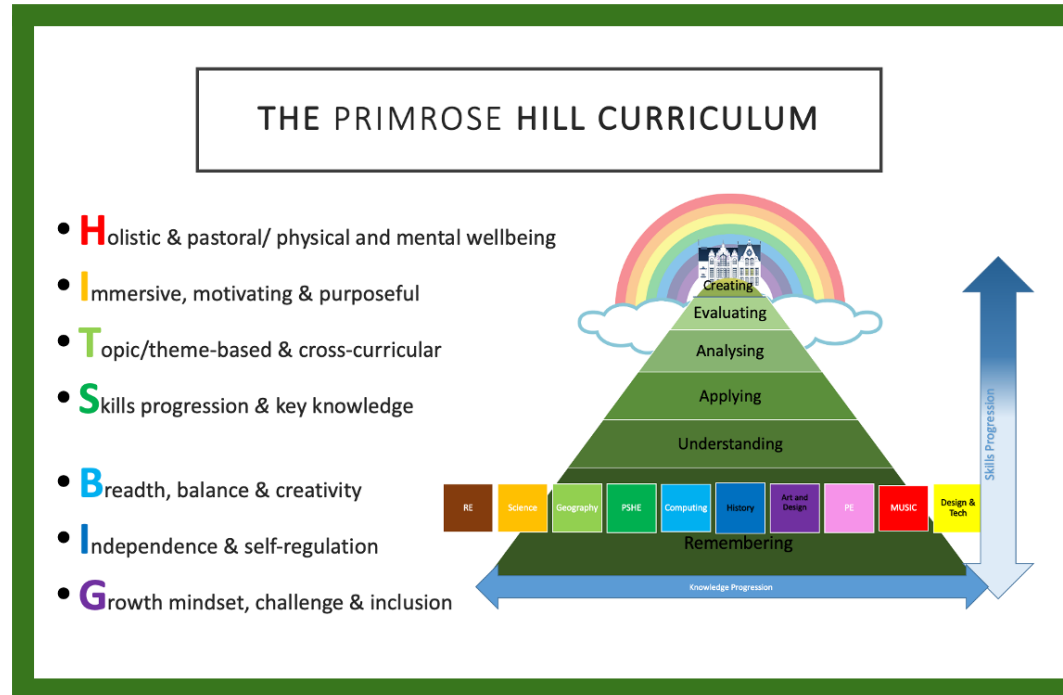 THE PRIMROSE HILL CURRICULUM
• Holistic & pastoral/ physical and mental wellbeing
• Immersive, motivating & purposeful
• Topic/theme-based & cross-curricular
• Skills progression & key knowledge
• Breadth, balance & creativity
• Independence & self-regulation
• Growth mindset, challenge & inclusion
Creating
Evaluating
Analysing
Applying
Understanding
RE
Science
Geography
PSHE
Computing
History
Art and
Design
PE
MUSIC
Design &
Tech
Remembering
Knowledge Progression
Skills Progression